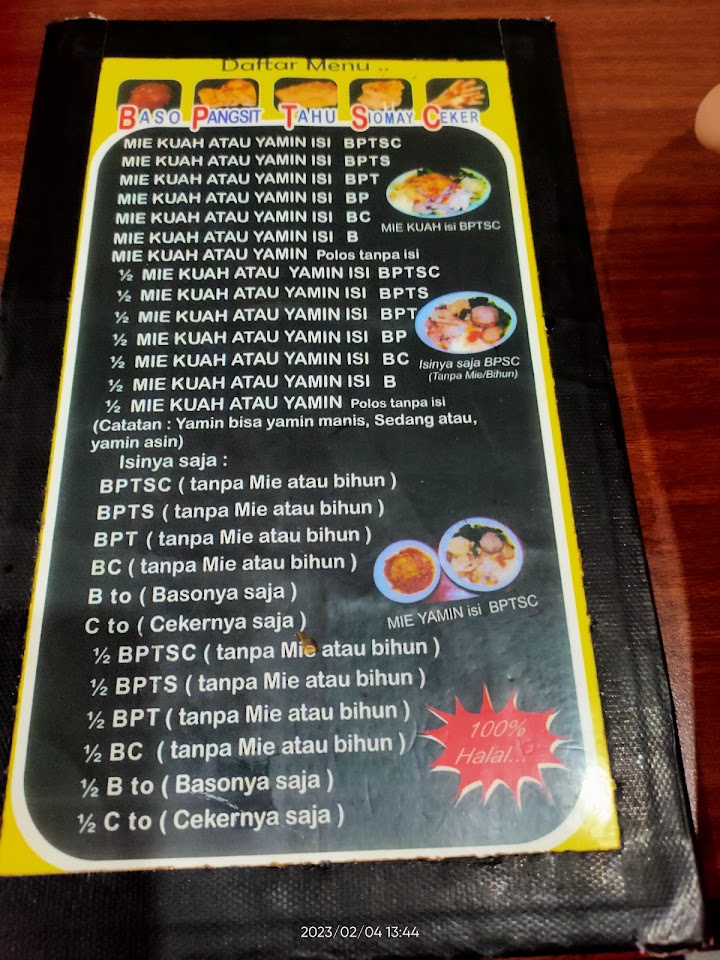 Daftar Menu ..
BASO PANGSIT TAHU SIOMAY CEKER
MIE KUAH ATAU YAMIN ISI BPTSC
MIE KUAH ATAU YAMIN ISI BPTS
MIE KUAH ATAU YAMIN ISI BPT
MIE KUAH ATAU YAMIN ISI BP
MIE KUAH ATAU YAMIN ISI BC
MIE KUAH isi BPTSC
MIE KUAH ATAU YAMIN ISI B
MIE KUAH ATAU YAMIN Polos tanpa isi
½ MIE KUAH ATAU YAMIN ISI BPTSC
½ MIE KUAH ATAU YAMIN ISI BPTS
½ MIE KUAH ATAU YAMIN ISI BPT
½ MIE KUAH ATAU YAMIN ISI BP
½ MIE KUAH ATAU YAMIN ISI BC
Isinya saja BPSC
(Tanpa Mie/Bihun)
½ MIE KUAH ATAU YAMIN ISI B
½ MIE KUAH ATAU YAMIN Polos tanpa isi
(Catatan : Yamin bisa yamin manis, Sedang atau,
yamin asin)
Isinya saja :
BPTSC ( tanpa Mie atau bihun )
BPTS ( tanpa Mie atau bihun )
BPT ( tanpa Mie atau bihun )
BC ( tanpa Mie atau bihun )
B to ( Basonya saja )
C to ( Cekernya saja )
MIE YAMIN isi BPTSC
½ BPTSC ( tanpa Mie atau bihun )
½ BPTS ( tanpa Mie atau bihun )
½ BPT ( tanpa Mie atau bihun )
½ BC ( tanpa Mie atau bihun )
100%
Halal...
½ B to ( Basonya saja )
½ C to ( Cekernya saja )
2023/02/04 13:44